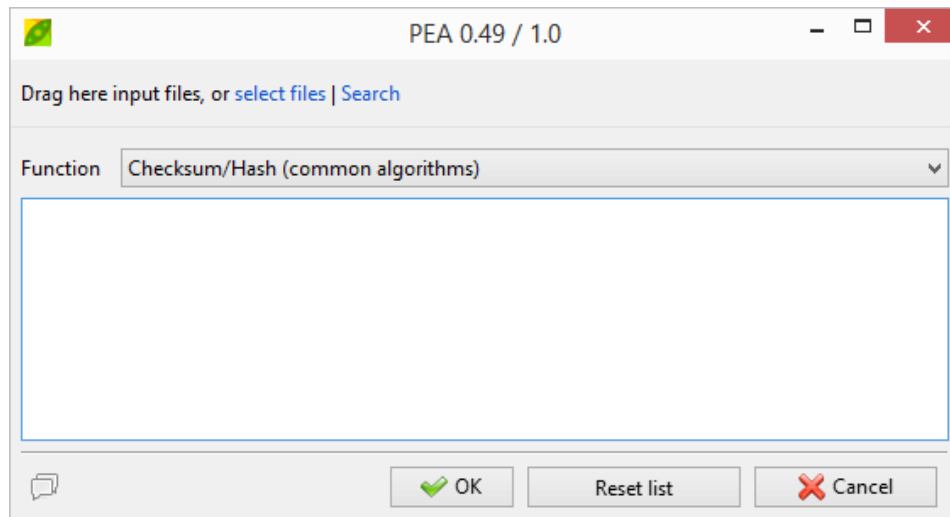 PEA 0.49 / 1.0
Drag here input files, or select files | Search
Function Checksum/Hash (common algorithms)
OK Reset list Cancel